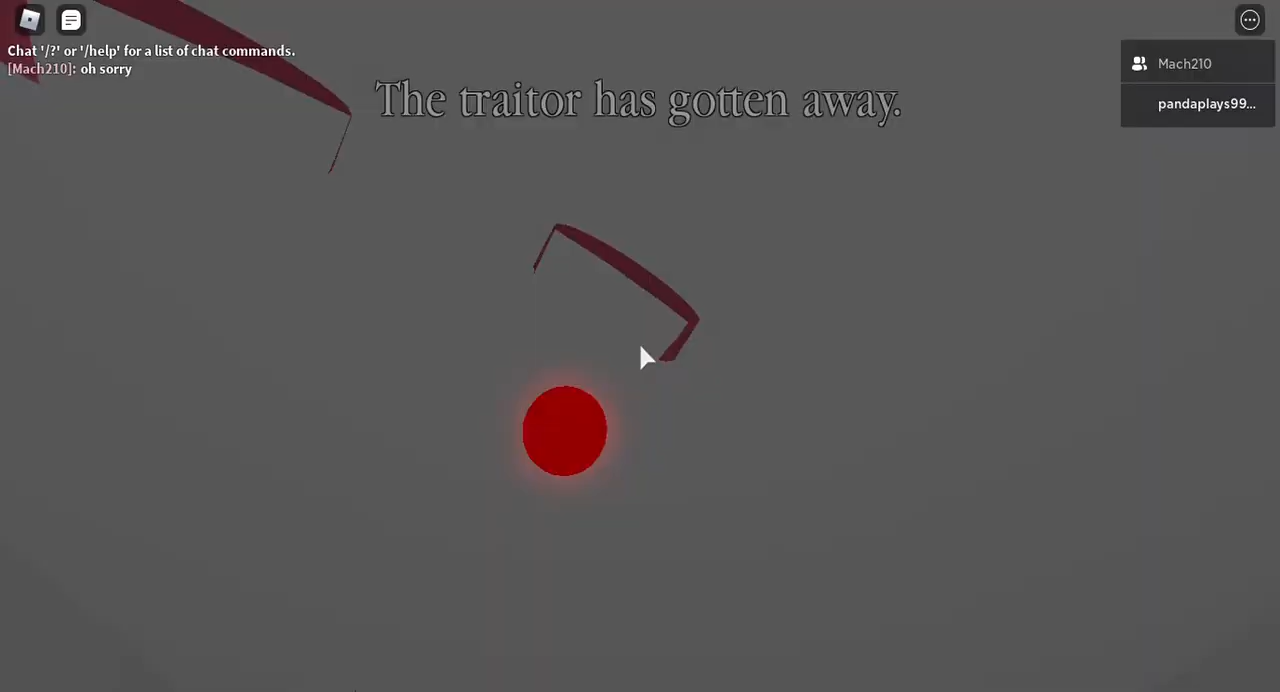 Chat '/?' or '/help' for a list of chat commands.
[Mach210]: oh sorry
The traitor has gotten away.
Mach210
pandaplays99...